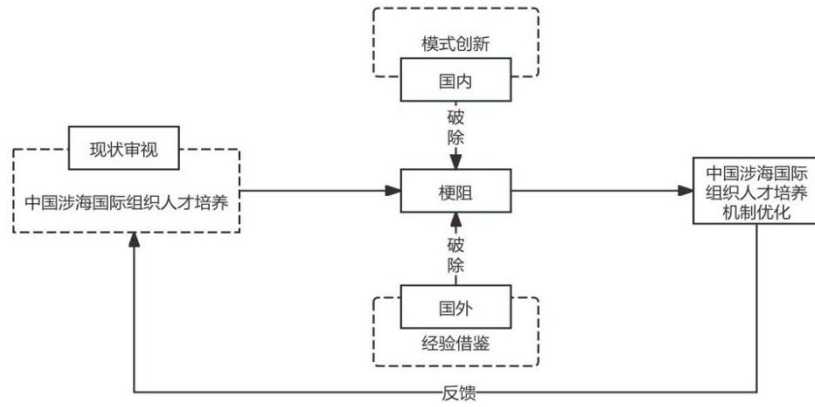 模式创新
国内
破除
现状审视
中国涉海国际组织人才培养
梗阻
中国涉海国际
组织人才培养
机制优化
破除
国外
经验借鉴
反馈